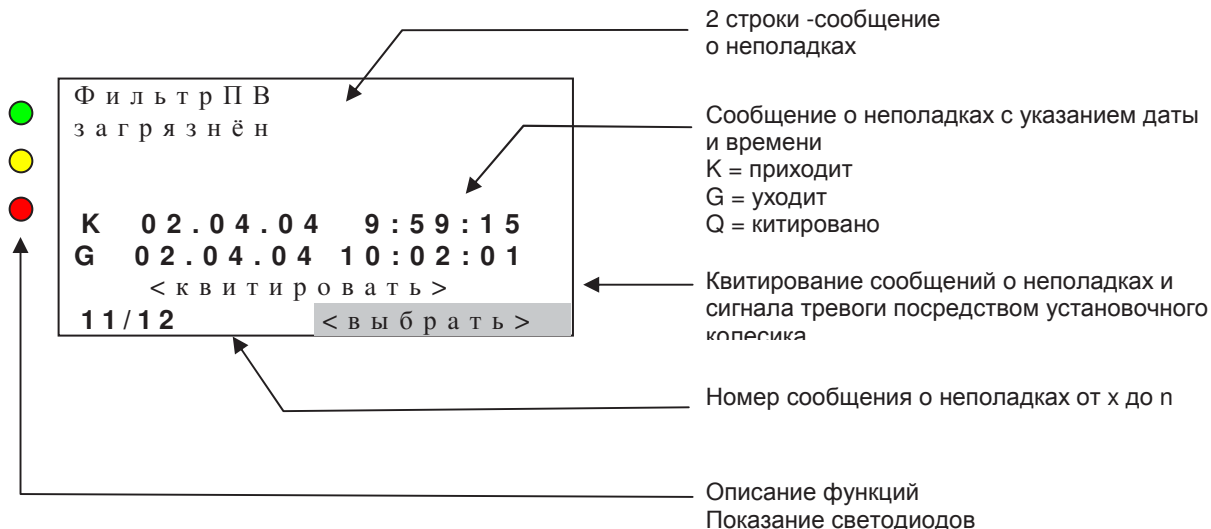 2 строки -сообщение
о неполадках
ФильтрПВ
загрязнён
Сообщение о неполадках с указанием даты
и времени
K = приходит
G = уходит
Q = китировано
K 02.04.04 9:59:15
G 02.04.04 10:02:01
<квитировать>
11/12 <выбрать>
Квитирование сообщений о неполадках и
сигнала тревоги посредством установочного
колесика
Номер сообщения о неполадках от x до n
Описание функций
Показание светодиодов